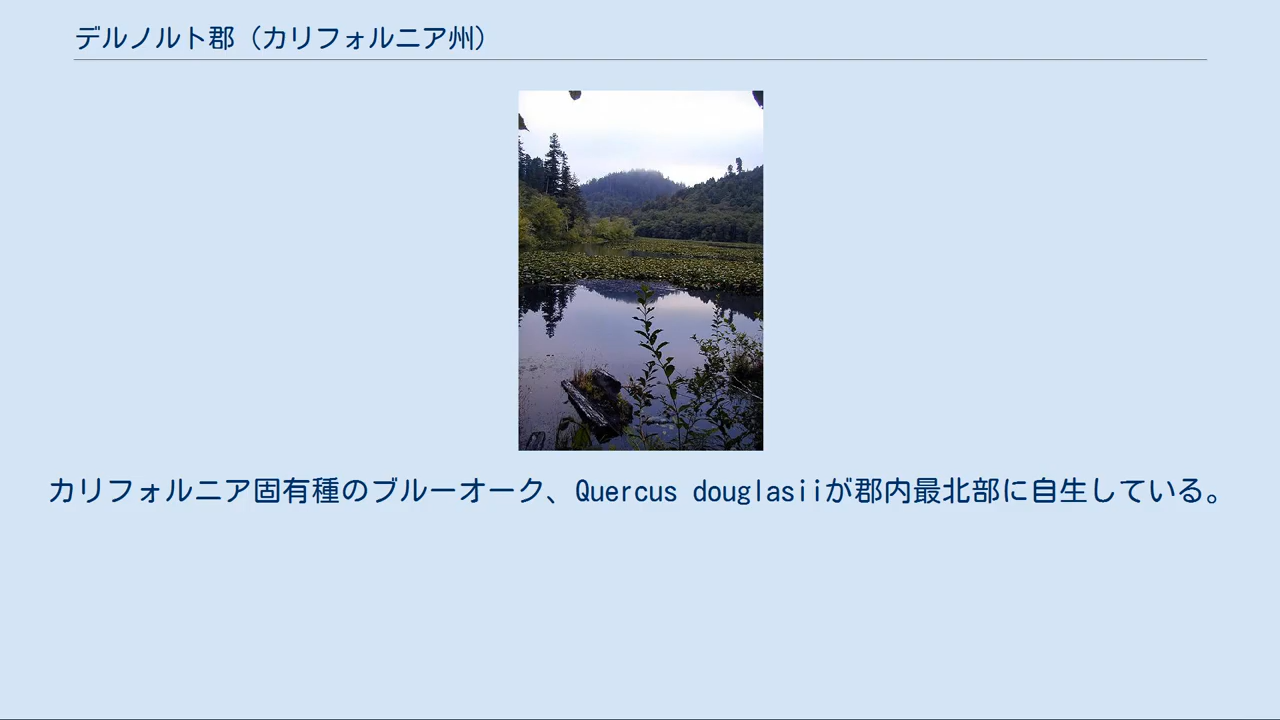 デルノルト郡（カリフォルニア州）
カリフォルニア固有種のブルーオーク、Quercus douglasiiが郡内最北部に自生している。